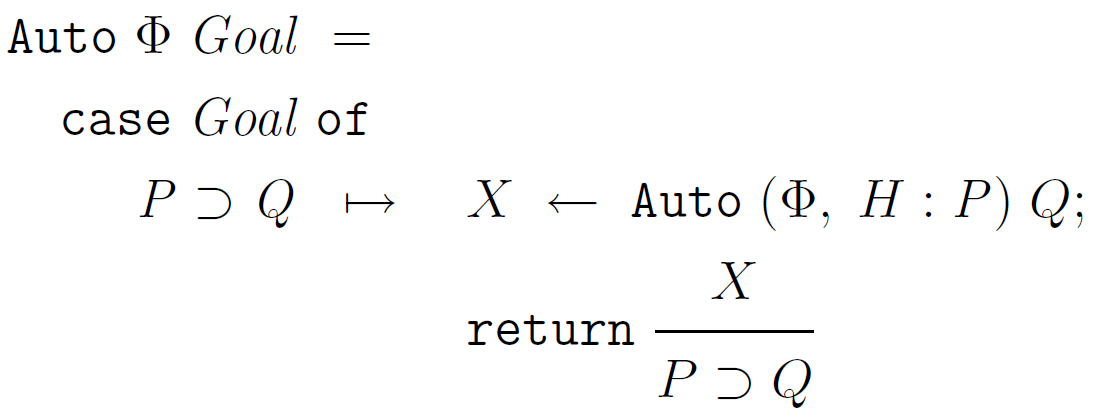 Auto Φ Goal =
case Goal of
P ⊃ Q ↦ X ← Auto (Φ, H : P) Q;
X
return
P ⊃ Q